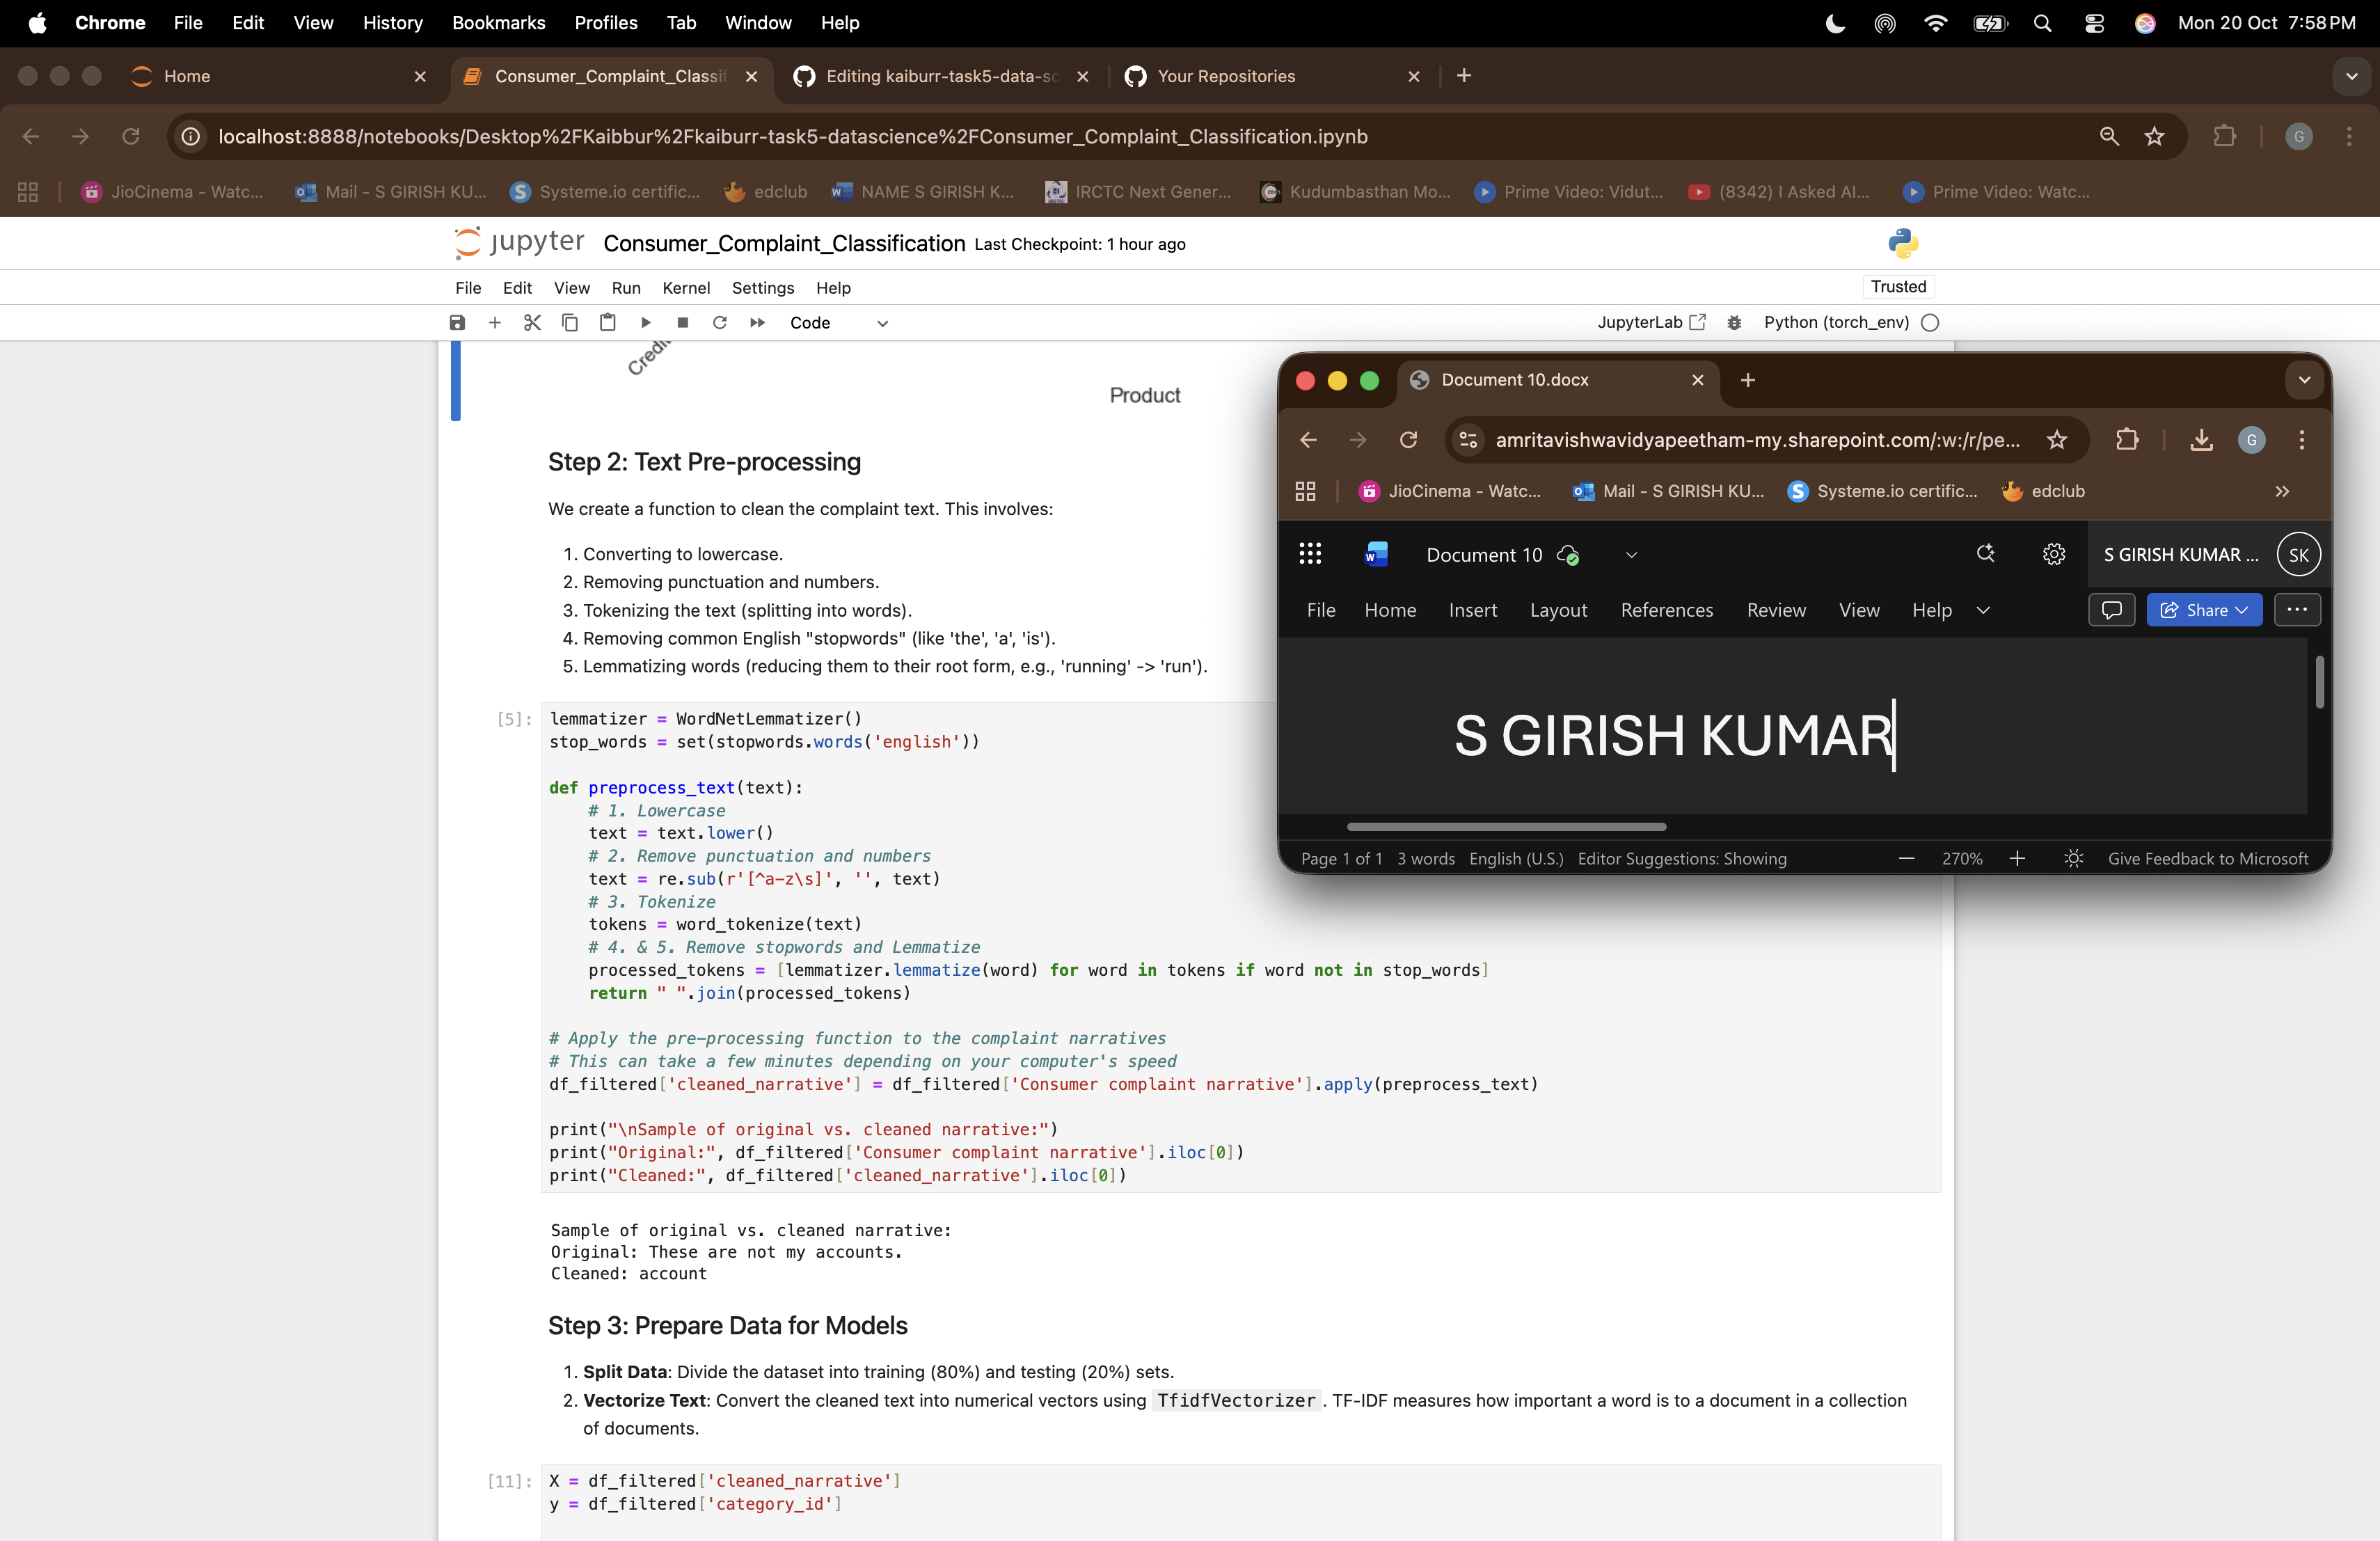 Chrome File Edit View History Bookmarks Profiles Tab Window Help Mon 20 Oct 7:58 PM
Home Consumer_Complaint_Classif Editing kaiburr-task5-data-sc Your Repositories
localhost:8888/notebooks/Desktop%2FKaibbur%2Fkaiburr-task5-datascience%2FConsumer_Complaint_Classification.ipynb G
JioCinema - Watc... Mail - S GIRISH KU... Systeme.io certific... edclub NAME S GIRISH K... IRCTC Next Gener... Kudumbasthan Mo... Prime Video: Vidut... (8342) I Asked AI... Prime Video: Watc...
jupyter Consumer_Complaint_Classification Last Checkpoint: 1 hour ago
File Edit View Run Kernel Settings Help Trusted
Code JupyterLab Python (torch_env)
Credi
Product
Step 2: Text Pre-processing
We create a function to clean the complaint text. This involves:
1. Converting to lowercase.
2. Removing punctuation and numbers.
3. Tokenizing the text (splitting into words).
4. Removing common English "stopwords" (like 'the', 'a', 'is').
5. Lemmatizing words (reducing them to their root form, e.g., 'running' -> 'run').
[5]: lemmatizer = WordNetLemmatizer()
stop_words = set(stopwords.words('english'))
def preprocess_text(text):
# 1. Lowercase
text = text.lower()
# 2. Remove punctuation and numbers
text = re.sub(r'[^a-z\s]', '', text)
# 3. Tokenize
tokens = word_tokenize(text)
# 4. & 5. Remove stopwords and Lemmatize
processed_tokens = [lemmatizer.lemmatize(word) for word in tokens if word not in stop_words]
return " ".join(processed_tokens)
# Apply the pre-processing function to the complaint narratives
# This can take a few minutes depending on your computer's speed
df_filtered['cleaned_narrative'] = df_filtered['Consumer complaint narrative'].apply(preprocess_text)
print("\nSample of original vs. cleaned narrative:")
print("Original:", df_filtered['Consumer complaint narrative'].iloc[0])
print("Cleaned:", df_filtered['cleaned_narrative'].iloc[0])
Sample of original vs. cleaned narrative:
Original: These are not my accounts.
Cleaned: account
Step 3: Prepare Data for Models
1. Split Data: Divide the dataset into training (80%) and testing (20%) sets.
2. Vectorize Text: Convert the cleaned text into numerical vectors using TfidfVectorizer. TF-IDF measures how important a word is to a document in a collection
of documents.
[11]: X = df_filtered['cleaned_narrative']
y = df_filtered['category_id']
Document 10.docx
amritavishwavidyapeetham-my.sharepoint.com/:w:/r/pe... G
JioCinema - Watc... Mail - S GIRISH KU... Systeme.io certific... edclub
Document 10 S GIRISH KUMAR ... SK
File Home Insert Layout References Review View Help Share
S GIRISH KUMAR
Page 1 of 1 3 words English (U.S.) Editor Suggestions: Showing 270% Give Feedback to Microsoft